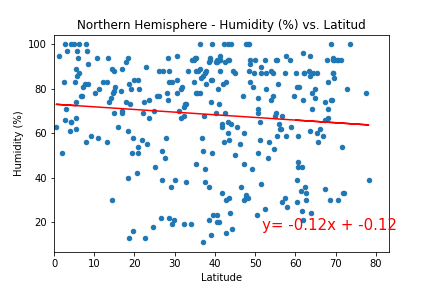 Northern Hemisphere - Humidity (%) vs. Latitud
100
80
60
40
20
Humidity (%)
y= -0.12x + -0.12
0 10 20 30 40 50 60 70 80
Latitude